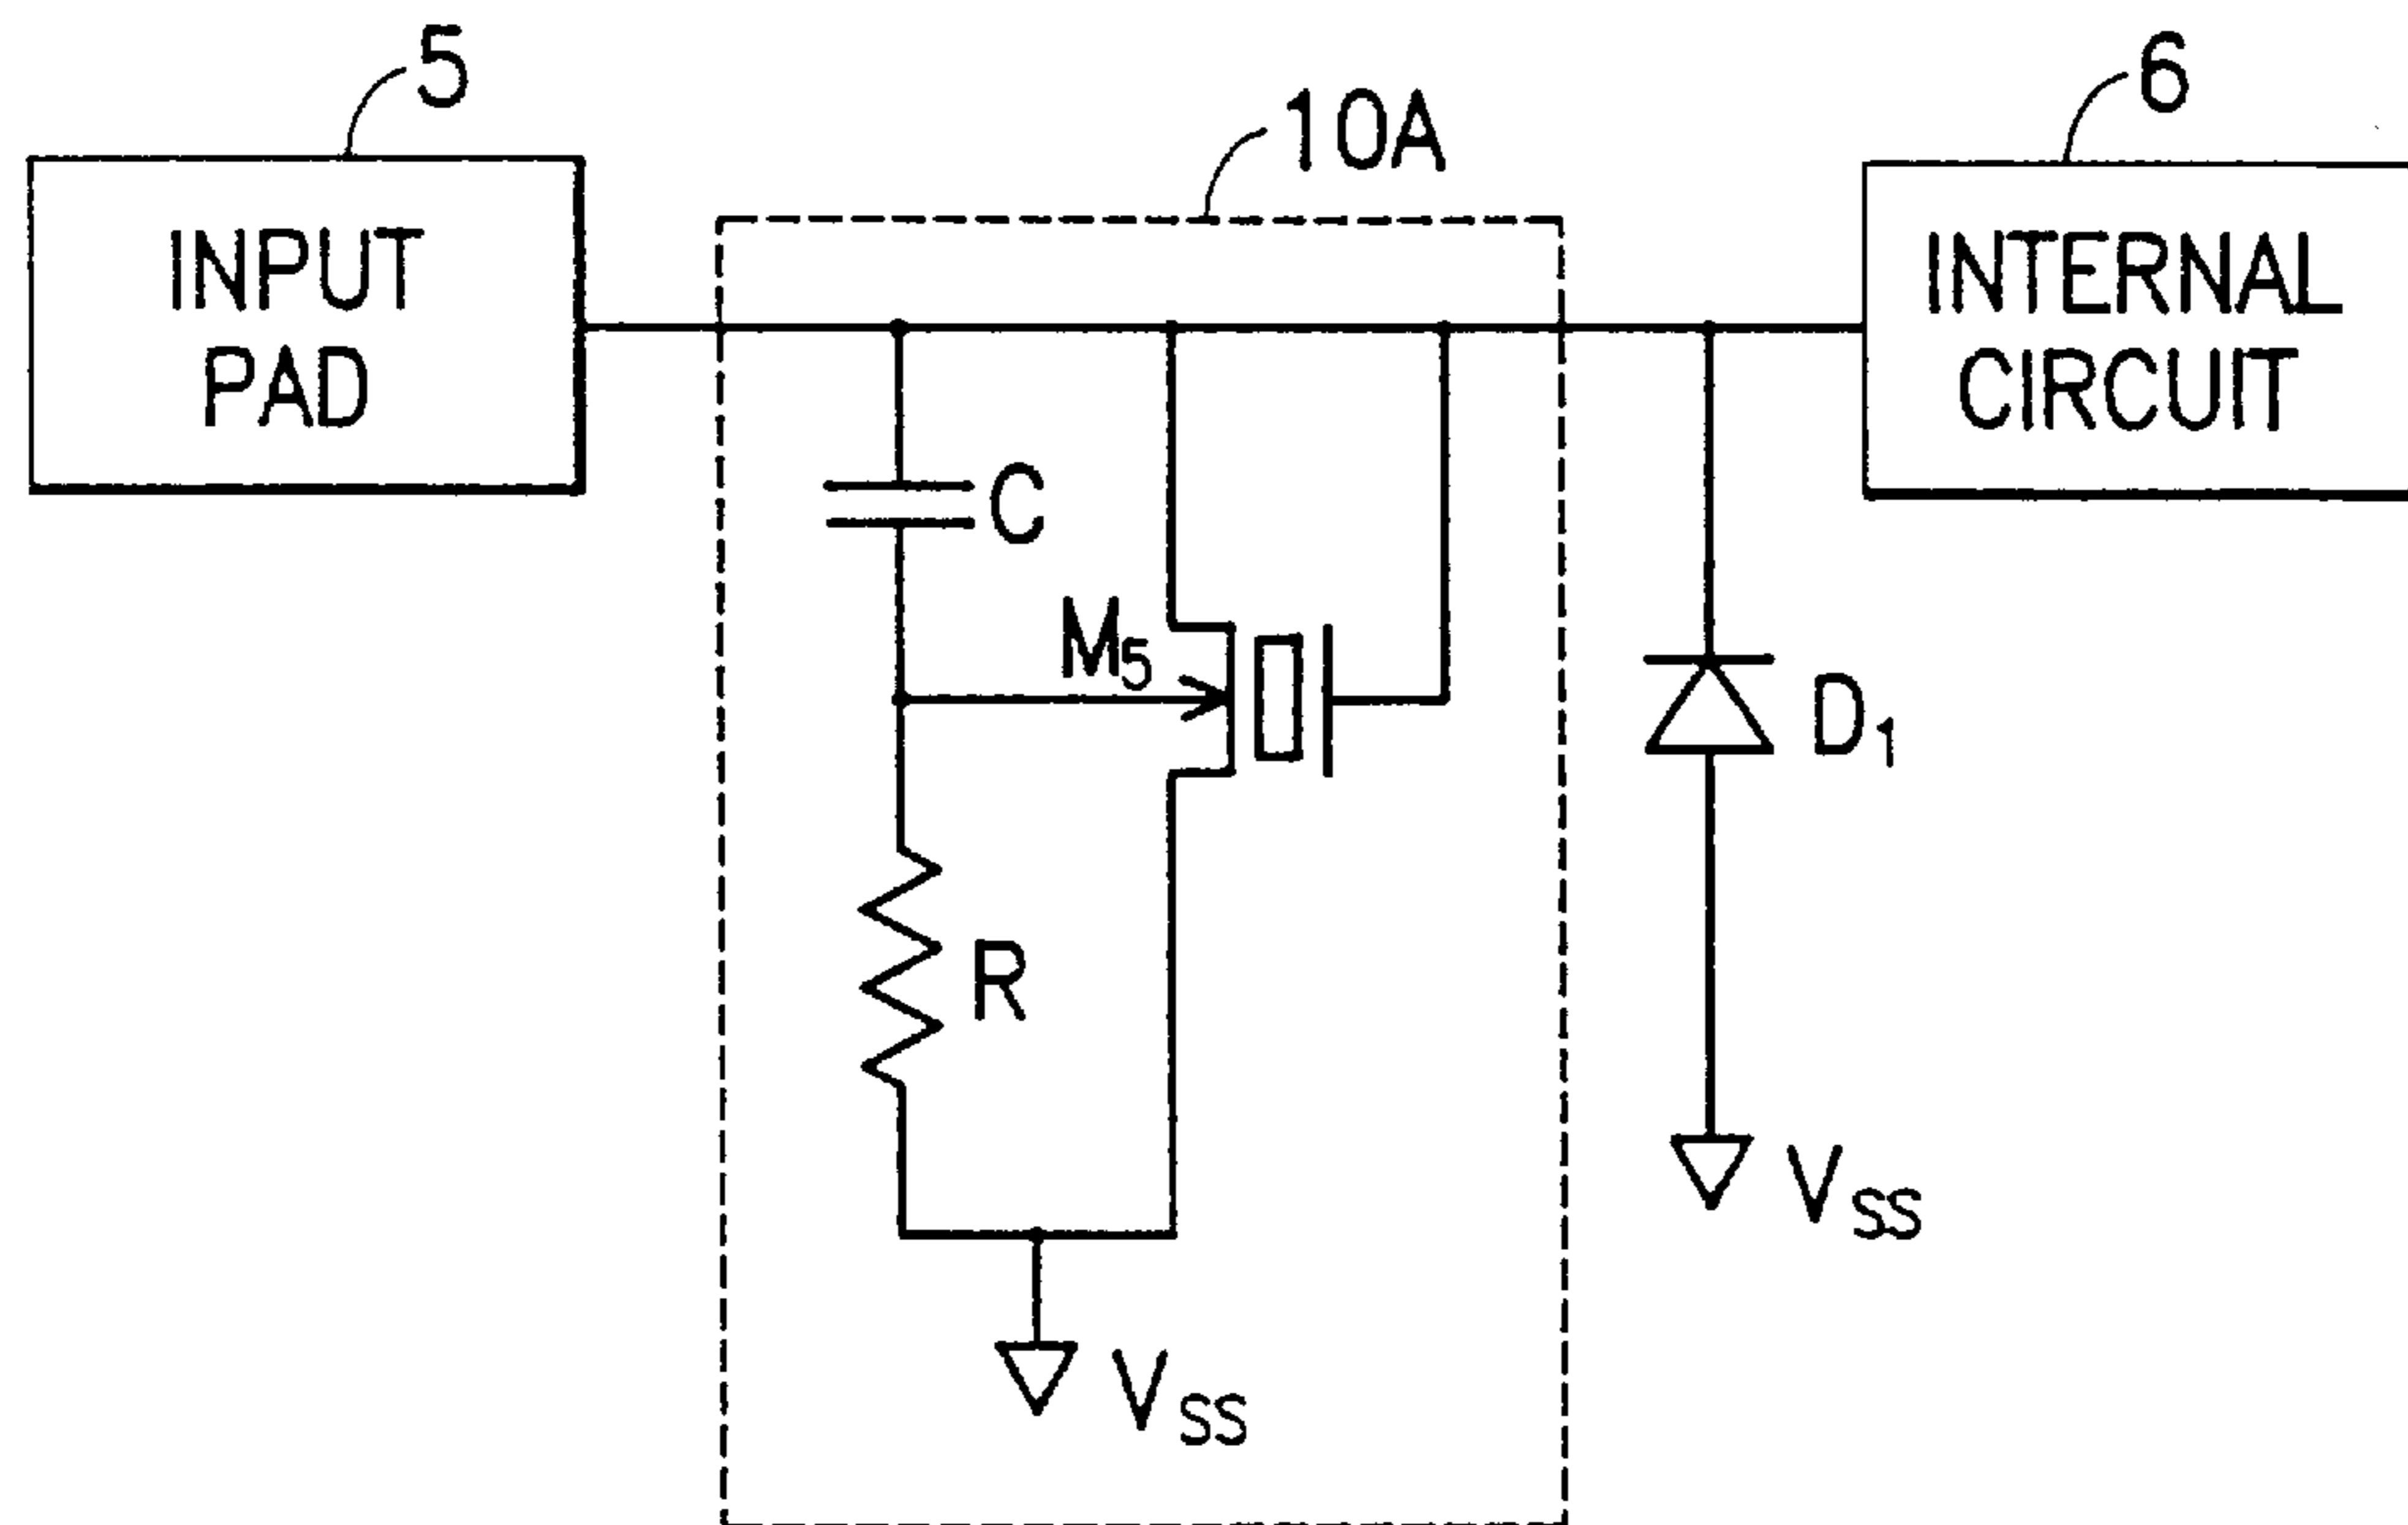 5
10A
6
INPUT
PAD
INTERNAL
CIRCUIT
C
M5
D1
R
VSS
VSS